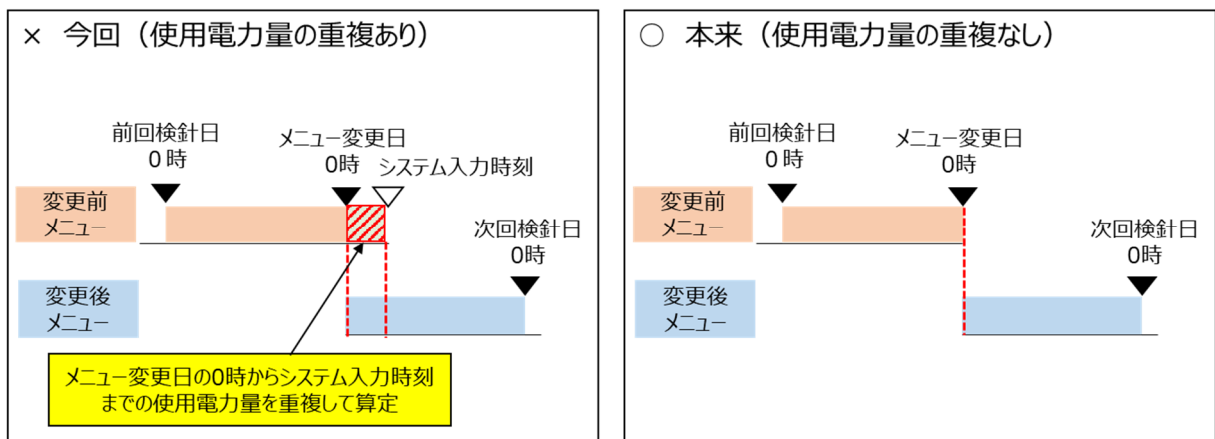 × 今回（使用電力量の重複あり）
前回検針日
０時
メニュー変更日
0時
システム入力時刻
変更前
メニュー
次回検針日
0時
変更後
メニュー
メニュー変更日の0時からシステム入力時刻
までの使用電力量を重複して算定
○ 本来（使用電力量の重複なし）
前回検針日
０時
メニュー変更日
0時
変更前
メニュー
次回検針日
0時
変更後
メニュー